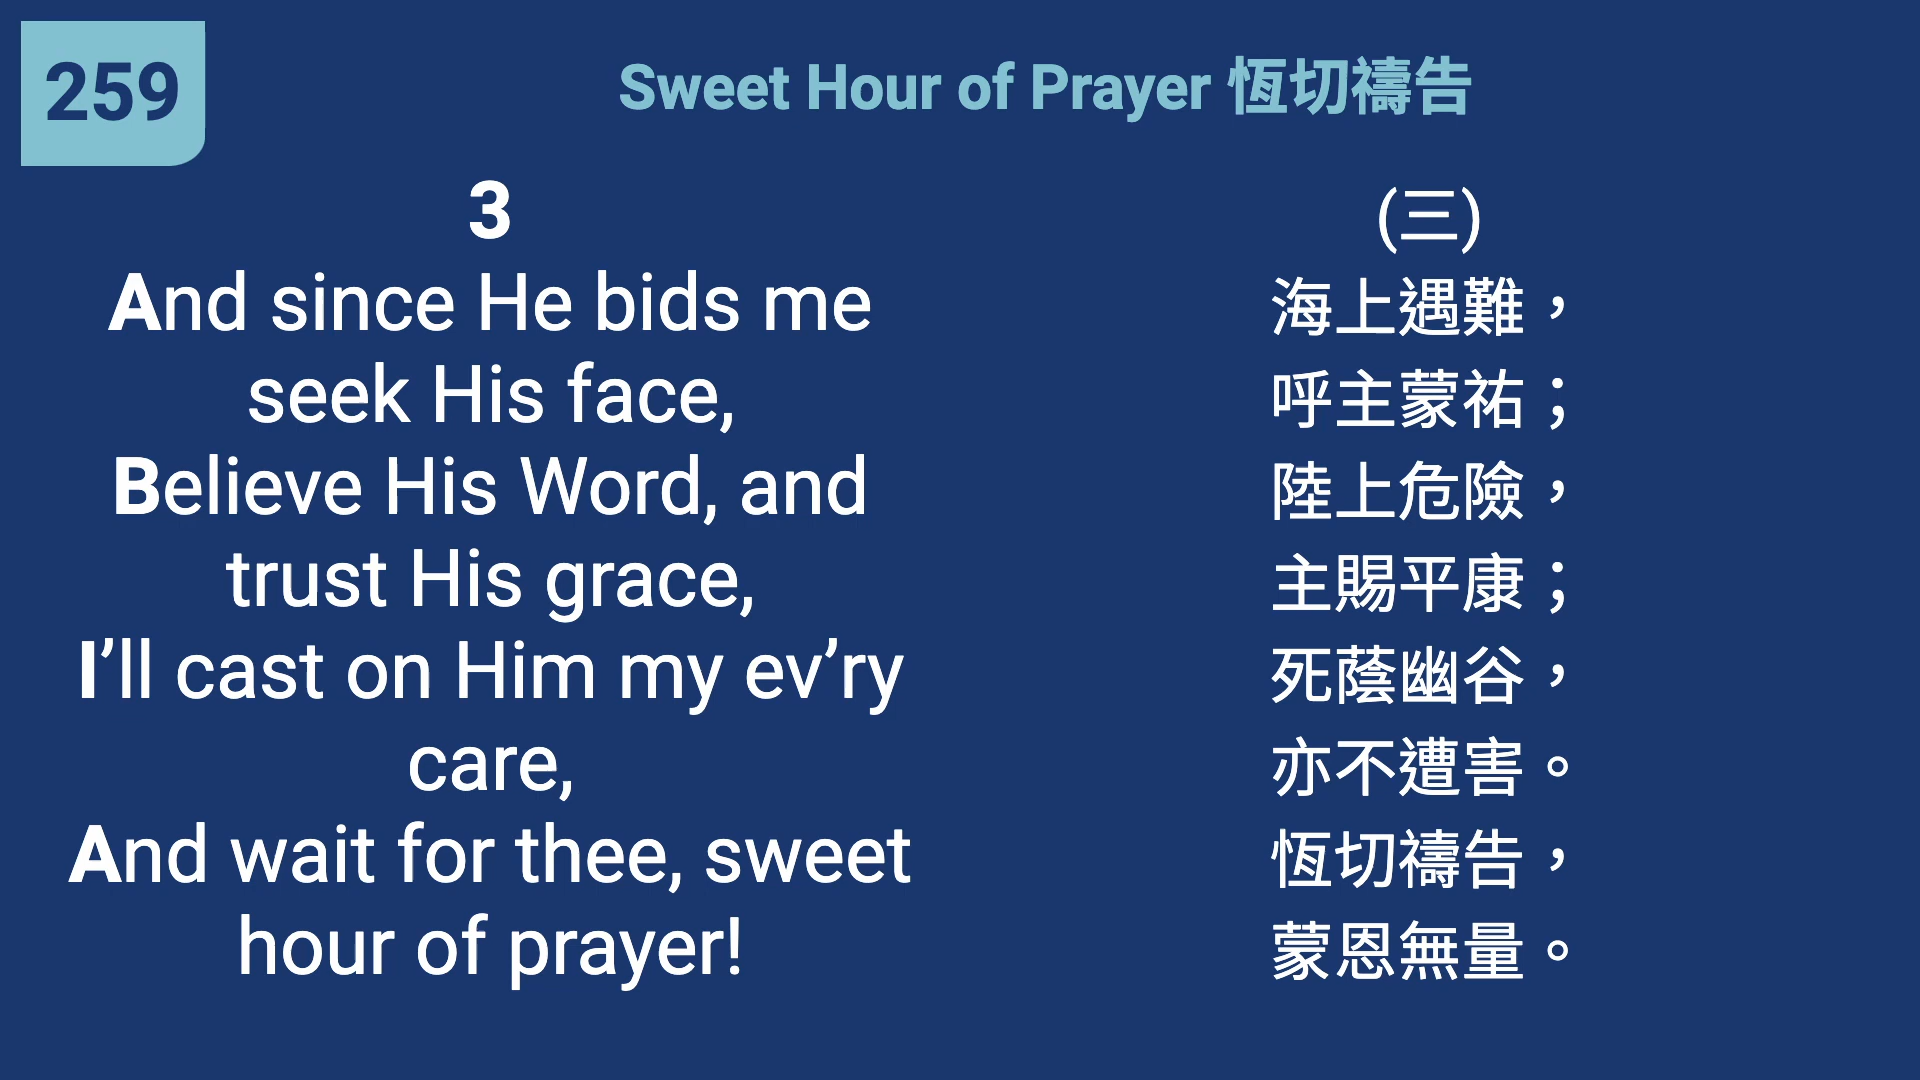 259
Sweet Hour of Prayer 恆切禱告
3
And since He bids me
seek His face,
Believe His Word, and
trust His grace,
I’ll cast on Him my ev’ry
care,
And wait for thee, sweet
hour of prayer!
(三)
海上遇難，
呼主蒙祐；
陸上危險，
主賜平康；
死蔭幽谷，
亦不遭害。
恆切禱告，
蒙恩無量。